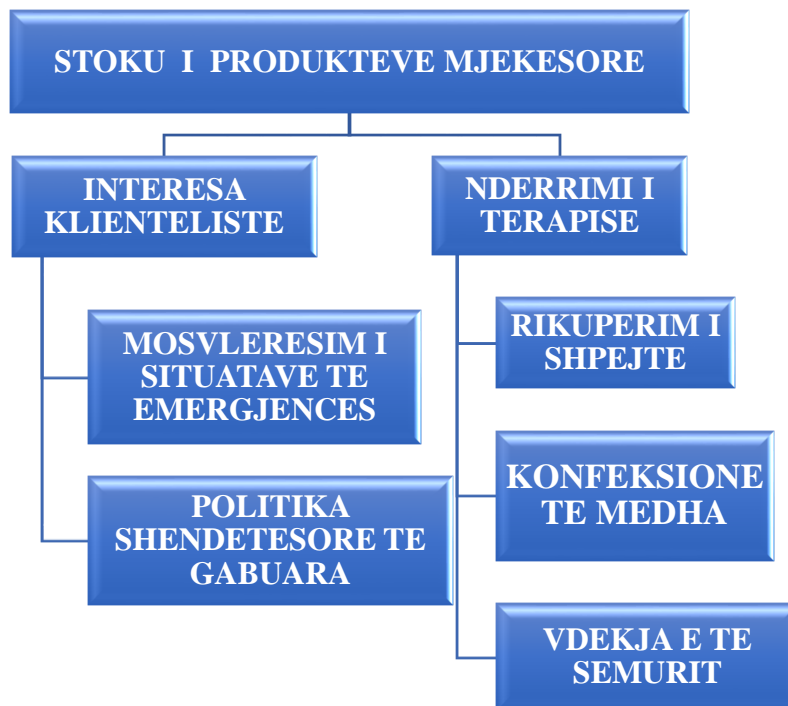 STOKU I PRODUKTEVE MJEKESORE
INTERESA
KLIENTELISTE
MOSVLERESIM I
SITUATAVE TE
EMERGJENCES
POLITIKA
SHENDETESORE TE
GABUARA
NDERRIMI I
TERAPISE
RIKUPERIM I
SHPEJTE
KONFEKSIONE
TE MEDHA
VDEKJA E TE
SEMURIT